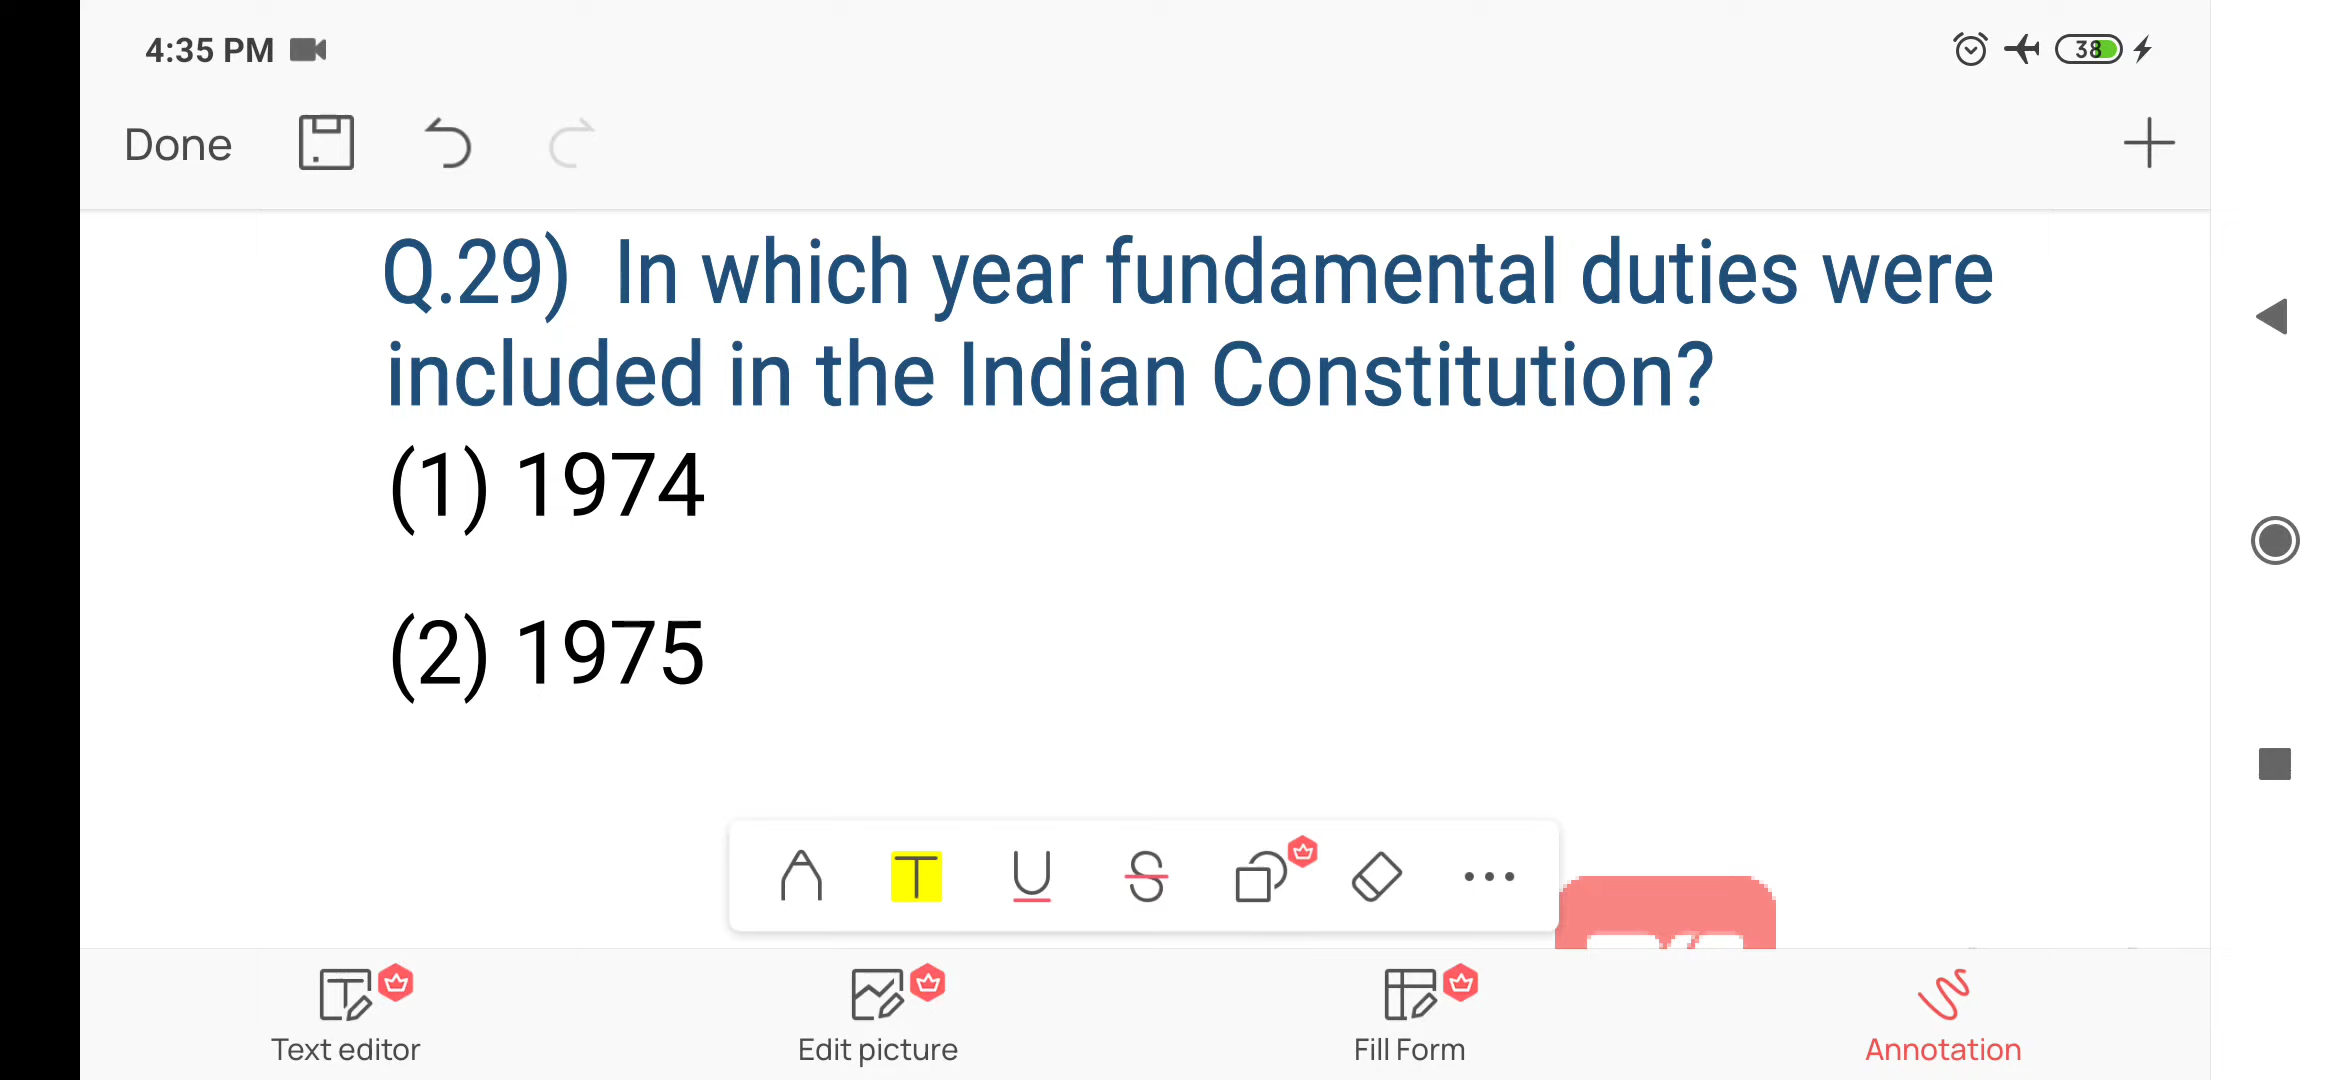 4:35 PM
38
Done
Q.29) In which year fundamental duties were
included in the Indian Constitution?
(1) 1974
(2) 1975
T U S
Text editor
Edit picture
Fill Form
Annotation